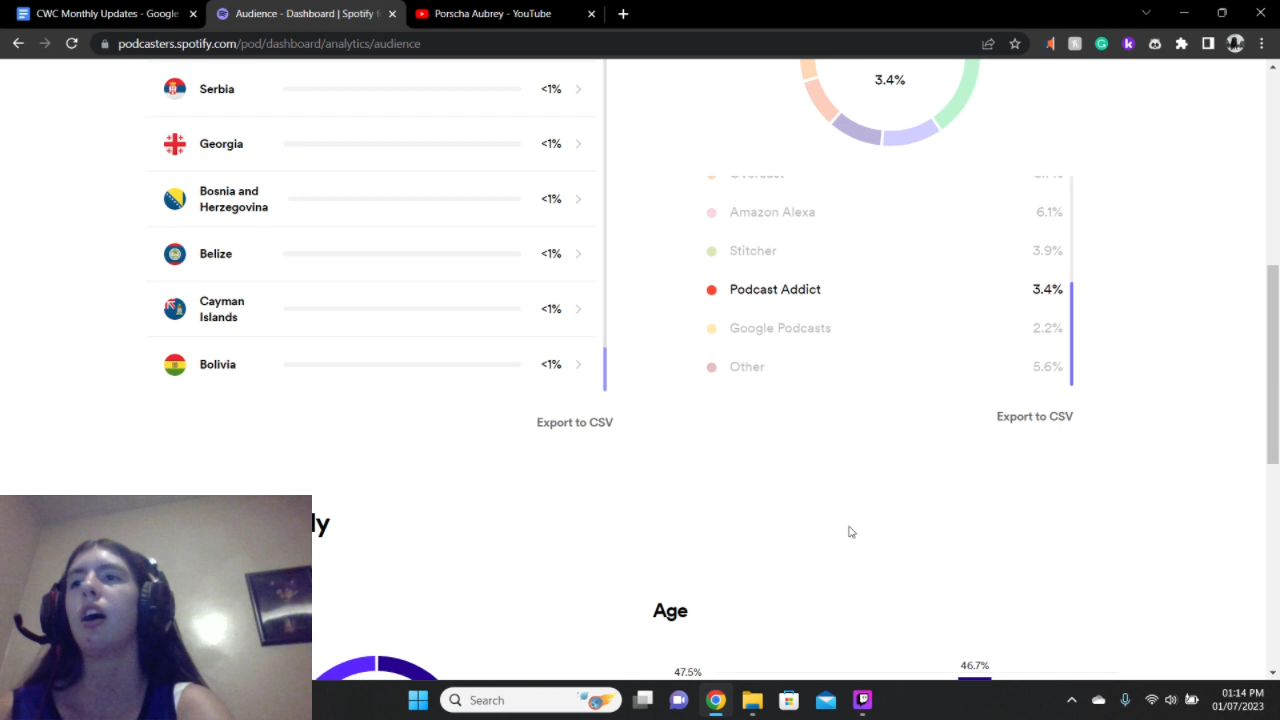 CWC Monthly Updates - Google
Audience - Dashboard | Spotify f
Porscha Aubrey - YouTube
podcasters.spotify.com/pod/dashboard/analytics/audience
Serbia <1%
Georgia <1%
Bosnia and
Herzegovina <1%
Belize <1%
Cayman
Islands <1%
Bolivia <1%
Export to CSV
3.4%
Amazon Alexa 6.1%
Stitcher 3.9%
Podcast Addict 3.4%
Google Podcasts 2.2%
Other 5.6%
Export to CSV
ly
Age
47.5%
46.7%
Search
01:14 PM
01/07/2023